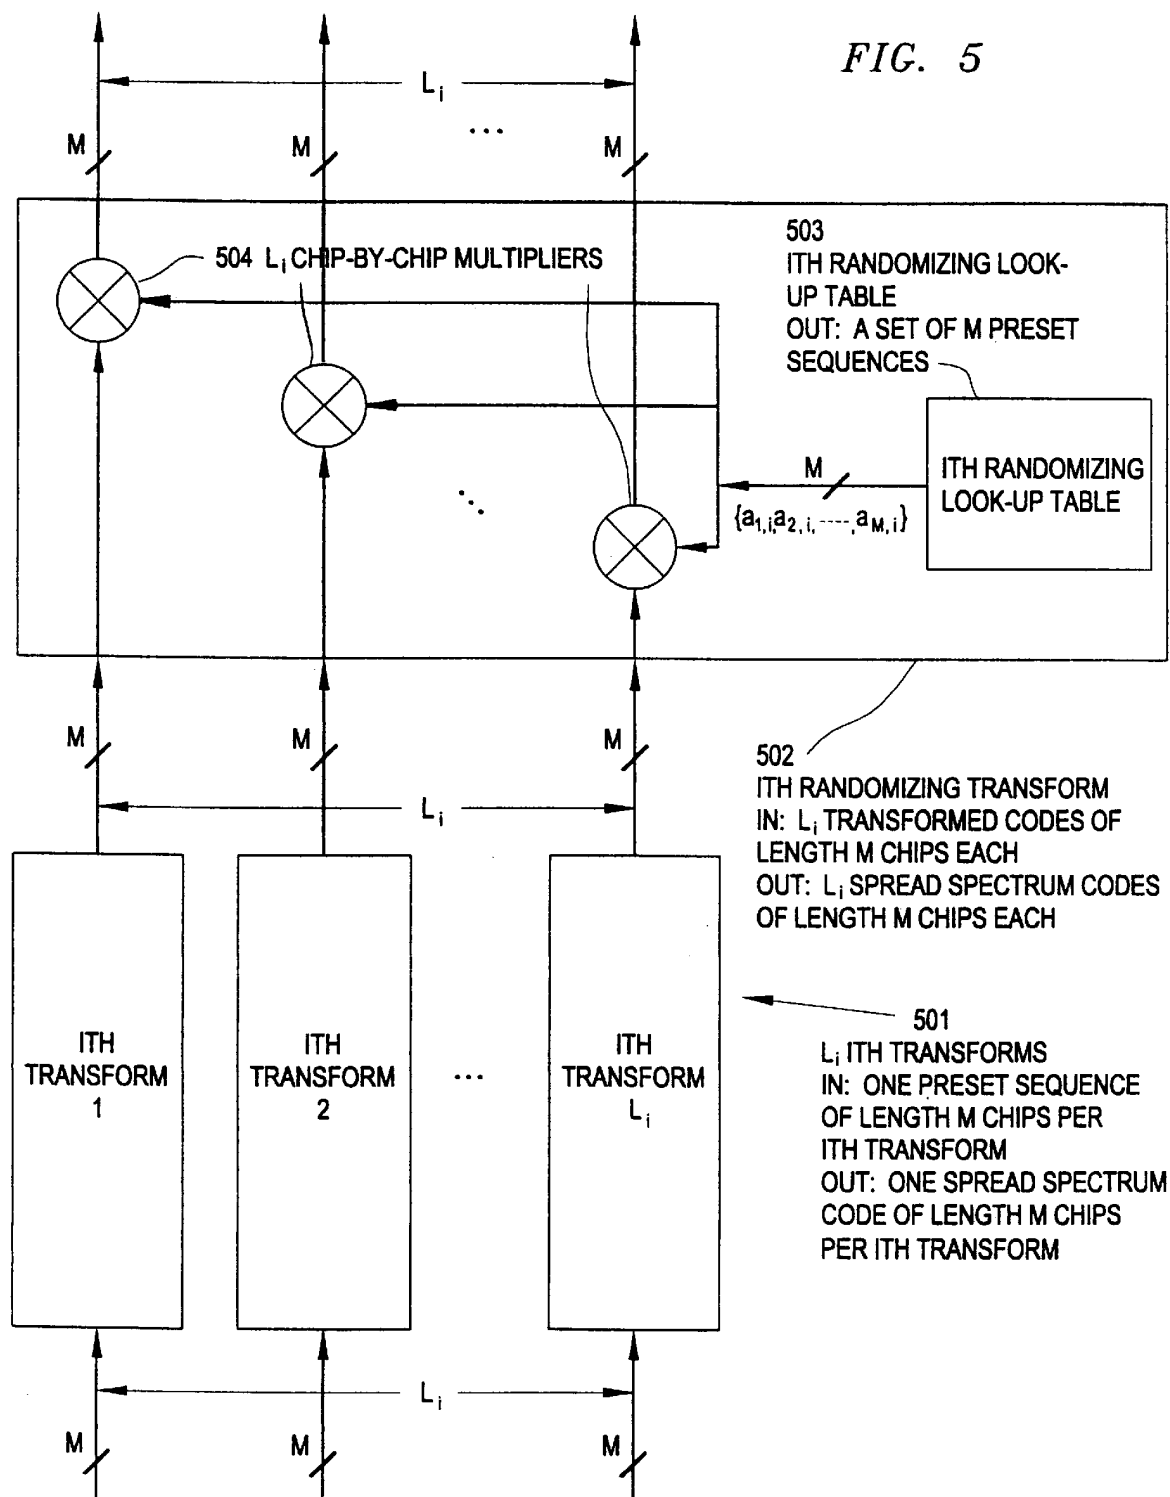 FIG. 5
L i
...
M
M
M
504 L i CHIP-BY-CHIP MULTIPLIERS
503
ITH RANDOMIZING LOOK-
UP TABLE
OUT: A SET OF M PRESET
SEQUENCES
M
ITH RANDOMIZING
LOOK-UP TABLE
{a1,i,a2,i,----,aM,i}
M
M
M
L i
502
ITH RANDOMIZING TRANSFORM
IN: L i TRANSFORMED CODES OF
LENGTH M CHIPS EACH
OUT: L i SPREAD SPECTRUM CODES
OF LENGTH M CHIPS EACH
ITH
TRANSFORM
1
ITH
TRANSFORM
2
...
ITH
TRANSFORM
L i
501
L i ITH TRANSFORMS
IN: ONE PRESET SEQUENCE
OF LENGTH M CHIPS PER
ITH TRANSFORM
OUT: ONE SPREAD SPECTRUM
CODE OF LENGTH M CHIPS
PER ITH TRANSFORM
L i
M
M
M